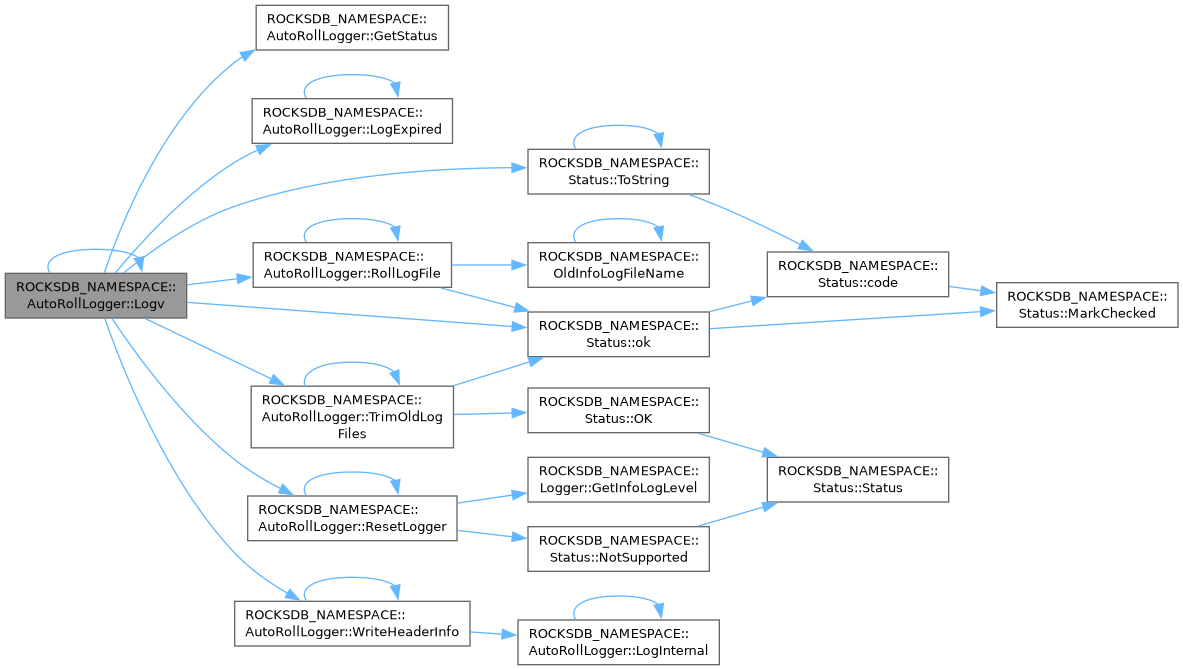 ROCKSDB_NAMESPACE::
AutoRollLogger::GetStatus
ROCKSDB_NAMESPACE::
AutoRollLogger::LogExpired
ROCKSDB_NAMESPACE::
Status::ToString
ROCKSDB_NAMESPACE::
AutoRollLogger::RollLogFile
ROCKSDB_NAMESPACE::
OldInfoLogFileName
ROCKSDB_NAMESPACE::
Status::code
ROCKSDB_NAMESPACE::
AutoRollLogger::Logv
ROCKSDB_NAMESPACE::
Status::MarkChecked
ROCKSDB_NAMESPACE::
Status::ok
ROCKSDB_NAMESPACE::
AutoRollLogger::TrimOldLog
Files
ROCKSDB_NAMESPACE::
Status::OK
ROCKSDB_NAMESPACE::
Logger::GetInfoLogLevel
ROCKSDB_NAMESPACE::
Status::Status
ROCKSDB_NAMESPACE::
AutoRollLogger::ResetLogger
ROCKSDB_NAMESPACE::
Status::NotSupported
ROCKSDB_NAMESPACE::
AutoRollLogger::WriteHeaderInfo
ROCKSDB_NAMESPACE::
AutoRollLogger::LogInternal